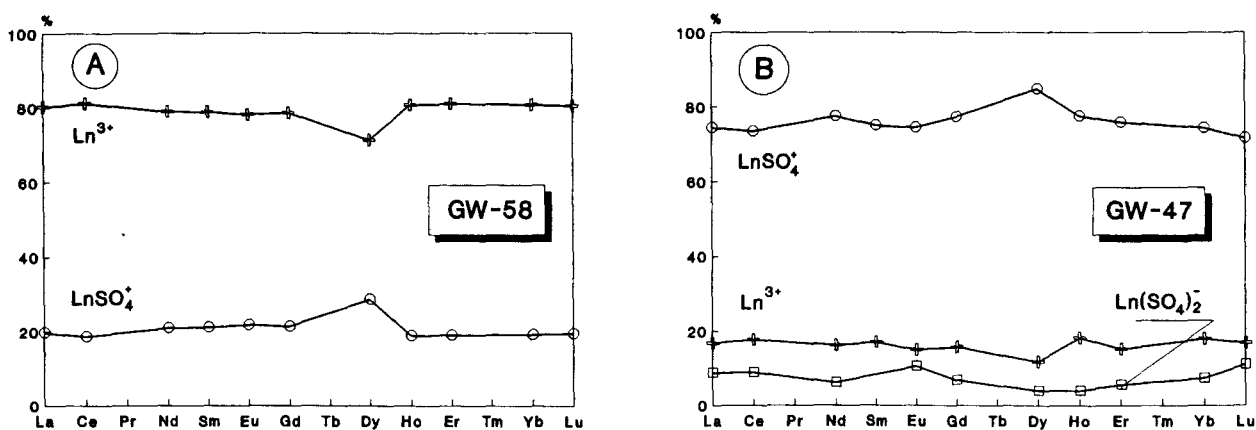 %
100
80
60
40
20
0
A
Ln³⁺
GW-58
LnSO₄⁺
La Ce Pr Nd Sm Eu Gd Tb Dy Ho Er Tm Yb Lu
%
100
80
60
40
20
0
B
LnSO₄⁺
GW-47
Ln³⁺
Ln(SO₄)₂⁻
La Ce Pr Nd Sm Eu Gd Tb Dy Ho Er Tm Yb Lu